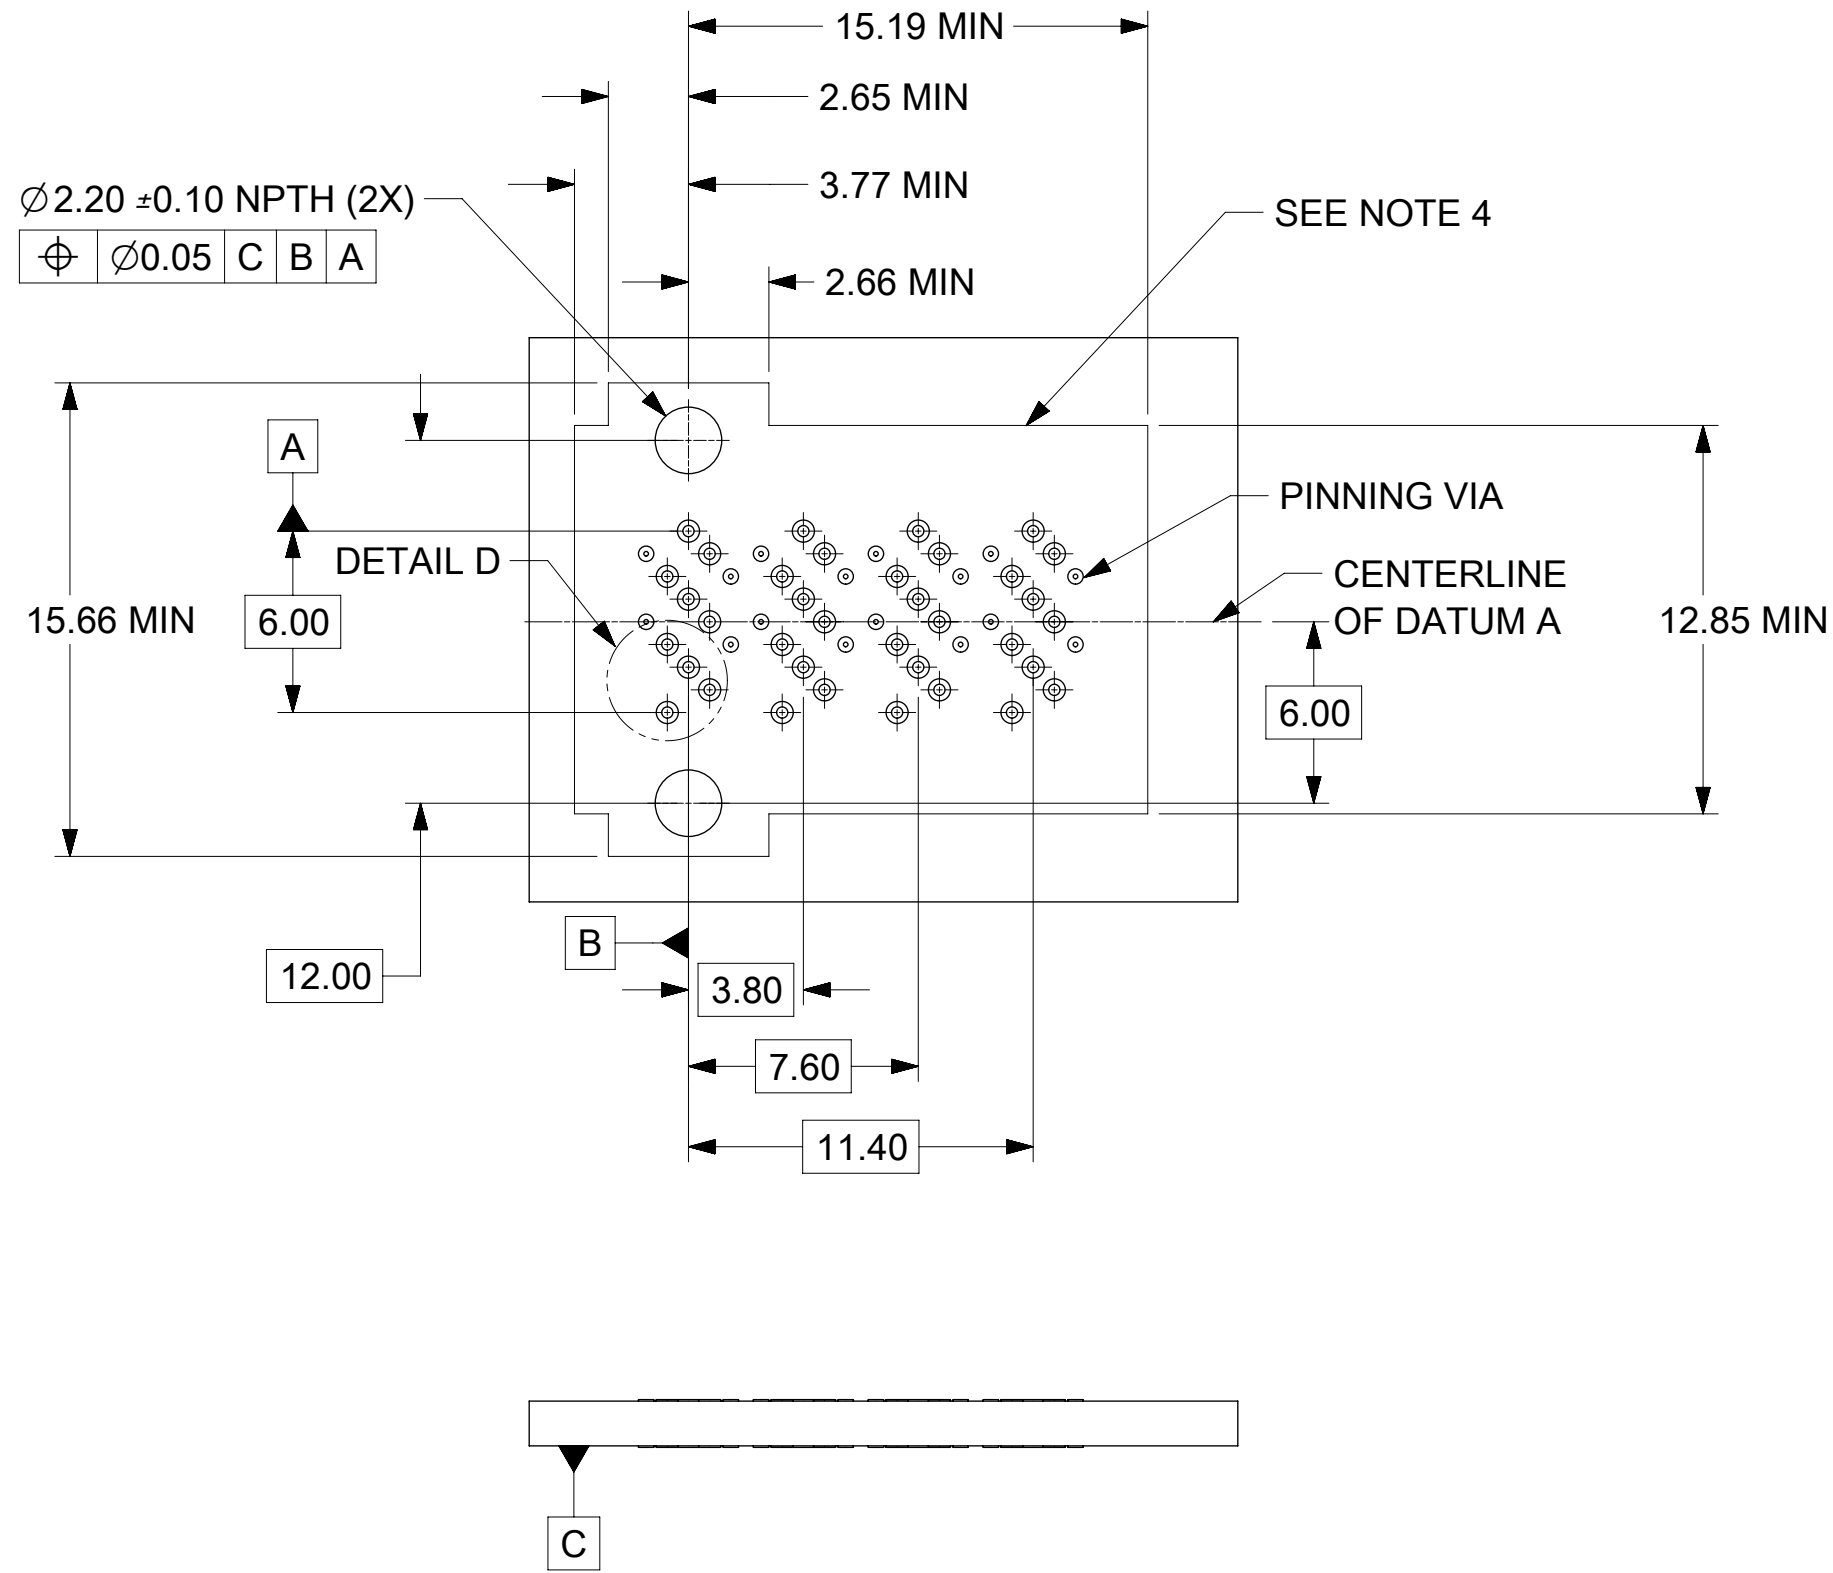 15.19 MIN
2.65 MIN
3.77 MIN
∅2.20 ±0.10 NPTH (2X)
⌖ ∅0.05 C B A
SEE NOTE 4
2.66 MIN
A
PINNING VIA
DETAIL D
CENTERLINE
OF DATUM A
15.66 MIN
6.00
12.85 MIN
6.00
B
12.00
3.80
7.60
11.40
C